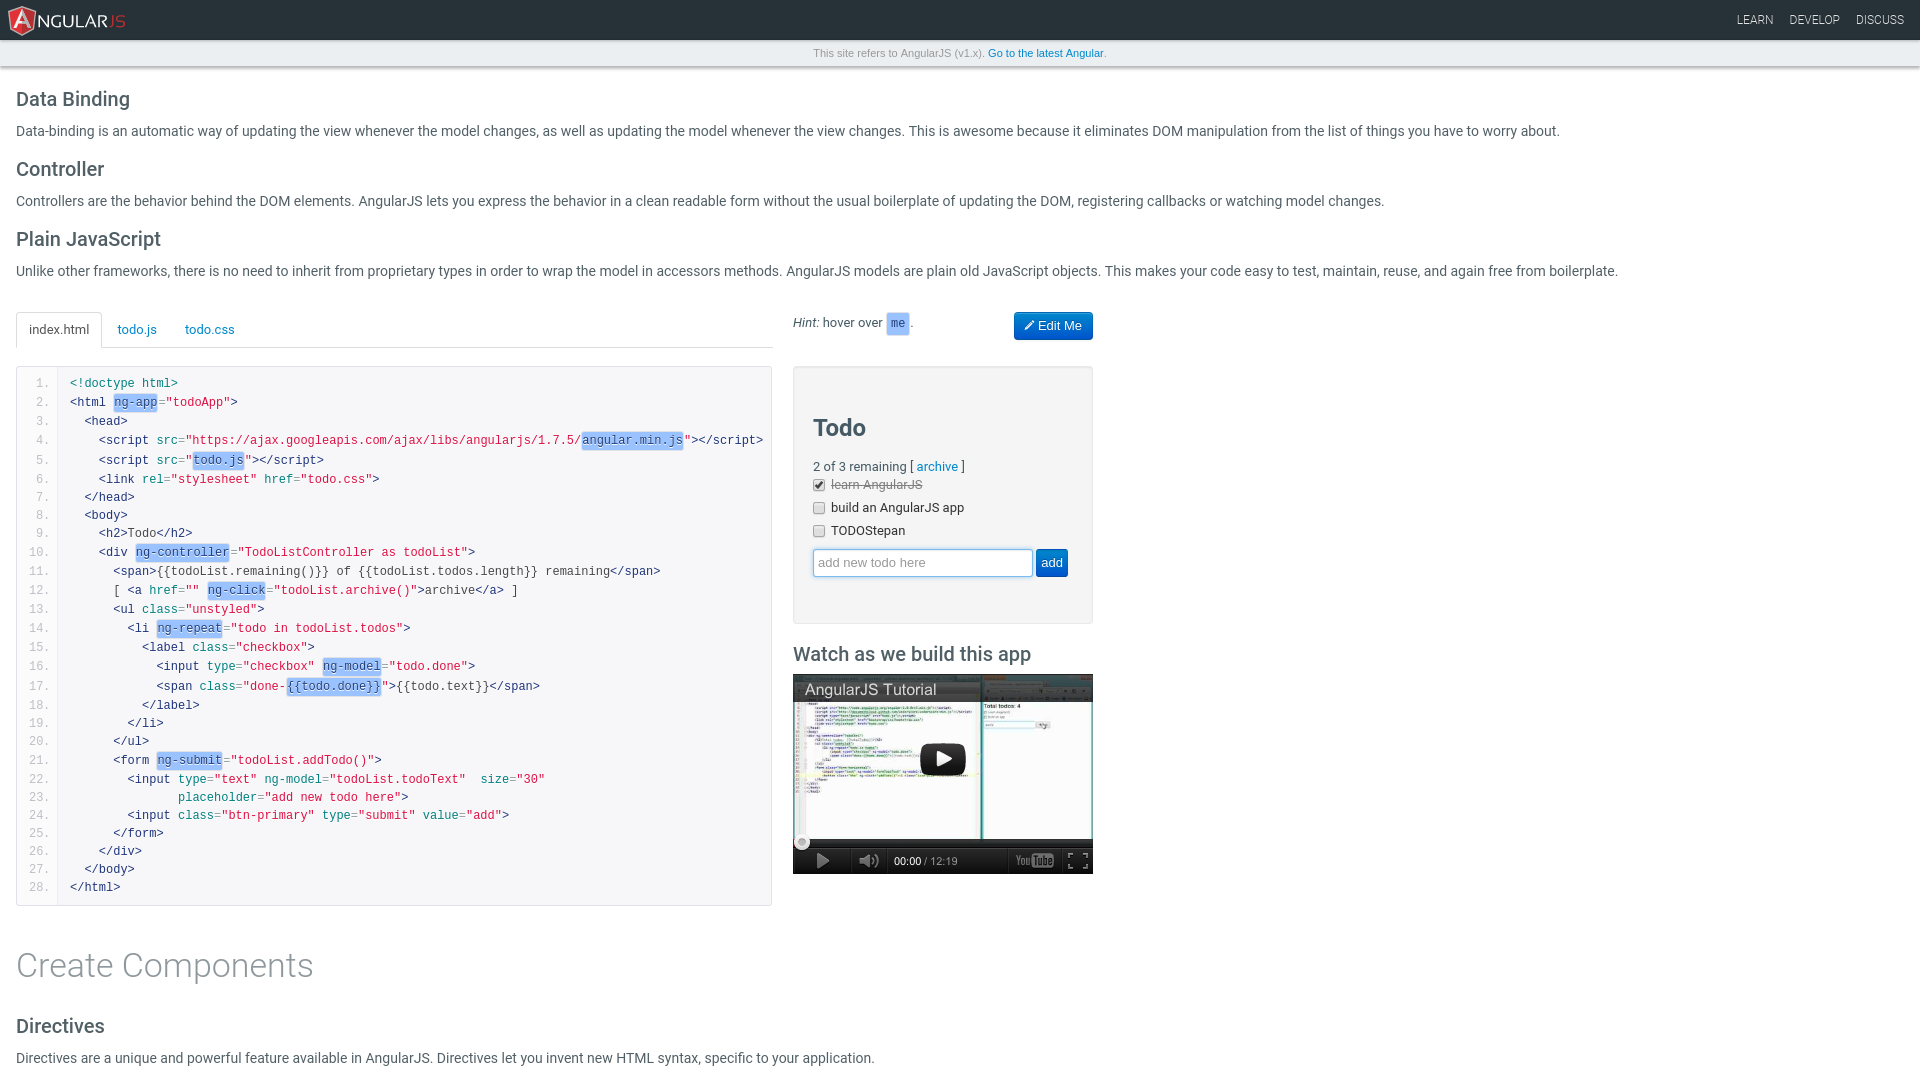 ANGULARJS
LEARN DEVELOP DISCUSS
This site refers to AngularJS (v1.x). Go to the latest Angular.
Data Binding
Data-binding is an automatic way of updating the view whenever the model changes, as well as updating the model whenever the view changes. This is awesome because it eliminates DOM manipulation from the list of things you have to worry about.
Controller
Controllers are the behavior behind the DOM elements. AngularJS lets you express the behavior in a clean readable form without the usual boilerplate of updating the DOM, registering callbacks or watching model changes.
Plain JavaScript
Unlike other frameworks, there is no need to inherit from proprietary types in order to wrap the model in accessors methods. AngularJS models are plain old JavaScript objects. This makes your code easy to test, maintain, reuse, and again free from boilerplate.
index.html todo.js todo.css
1. <!doctype html>
2. <html ng-app="todoApp">
3.   <head>
4.     <script src="https://ajax.googleapis.com/ajax/libs/angularjs/1.7.5/angular.min.js"></script>
5.     <script src="todo.js"></script>
6.     <link rel="stylesheet" href="todo.css">
7.   </head>
8.   <body>
9.     <h2>Todo</h2>
10.     <div ng-controller="TodoListController as todoList">
11.       <span>{{todoList.remaining()}} of {{todoList.todos.length}} remaining</span>
12.       [ <a href="" ng-click="todoList.archive()">archive</a> ]
13.       <ul class="unstyled">
14.         <li ng-repeat="todo in todoList.todos">
15.           <label class="checkbox">
16.             <input type="checkbox" ng-model="todo.done">
17.             <span class="done-{{todo.done}}">{{todo.text}}</span>
18.           </label>
19.         </li>
20.       </ul>
21.       <form ng-submit="todoList.addTodo()">
22.         <input type="text" ng-model="todoList.todoText"  size="30"
23.                placeholder="add new todo here">
24.         <input class="btn-primary" type="submit" value="add">
25.       </form>
26.     </div>
27.   </body>
28. </html>
Hint: hover over me.
Edit Me
Todo
2 of 3 remaining [ archive ]
learn AngularJS
build an AngularJS app
TODOStepan
add new todo here add
Watch as we build this app
AngularJS Tutorial
Total todos: 4
00:00 / 12:19 YouTube
Create Components
Directives
Directives are a unique and powerful feature available in AngularJS. Directives let you invent new HTML syntax, specific to your application.